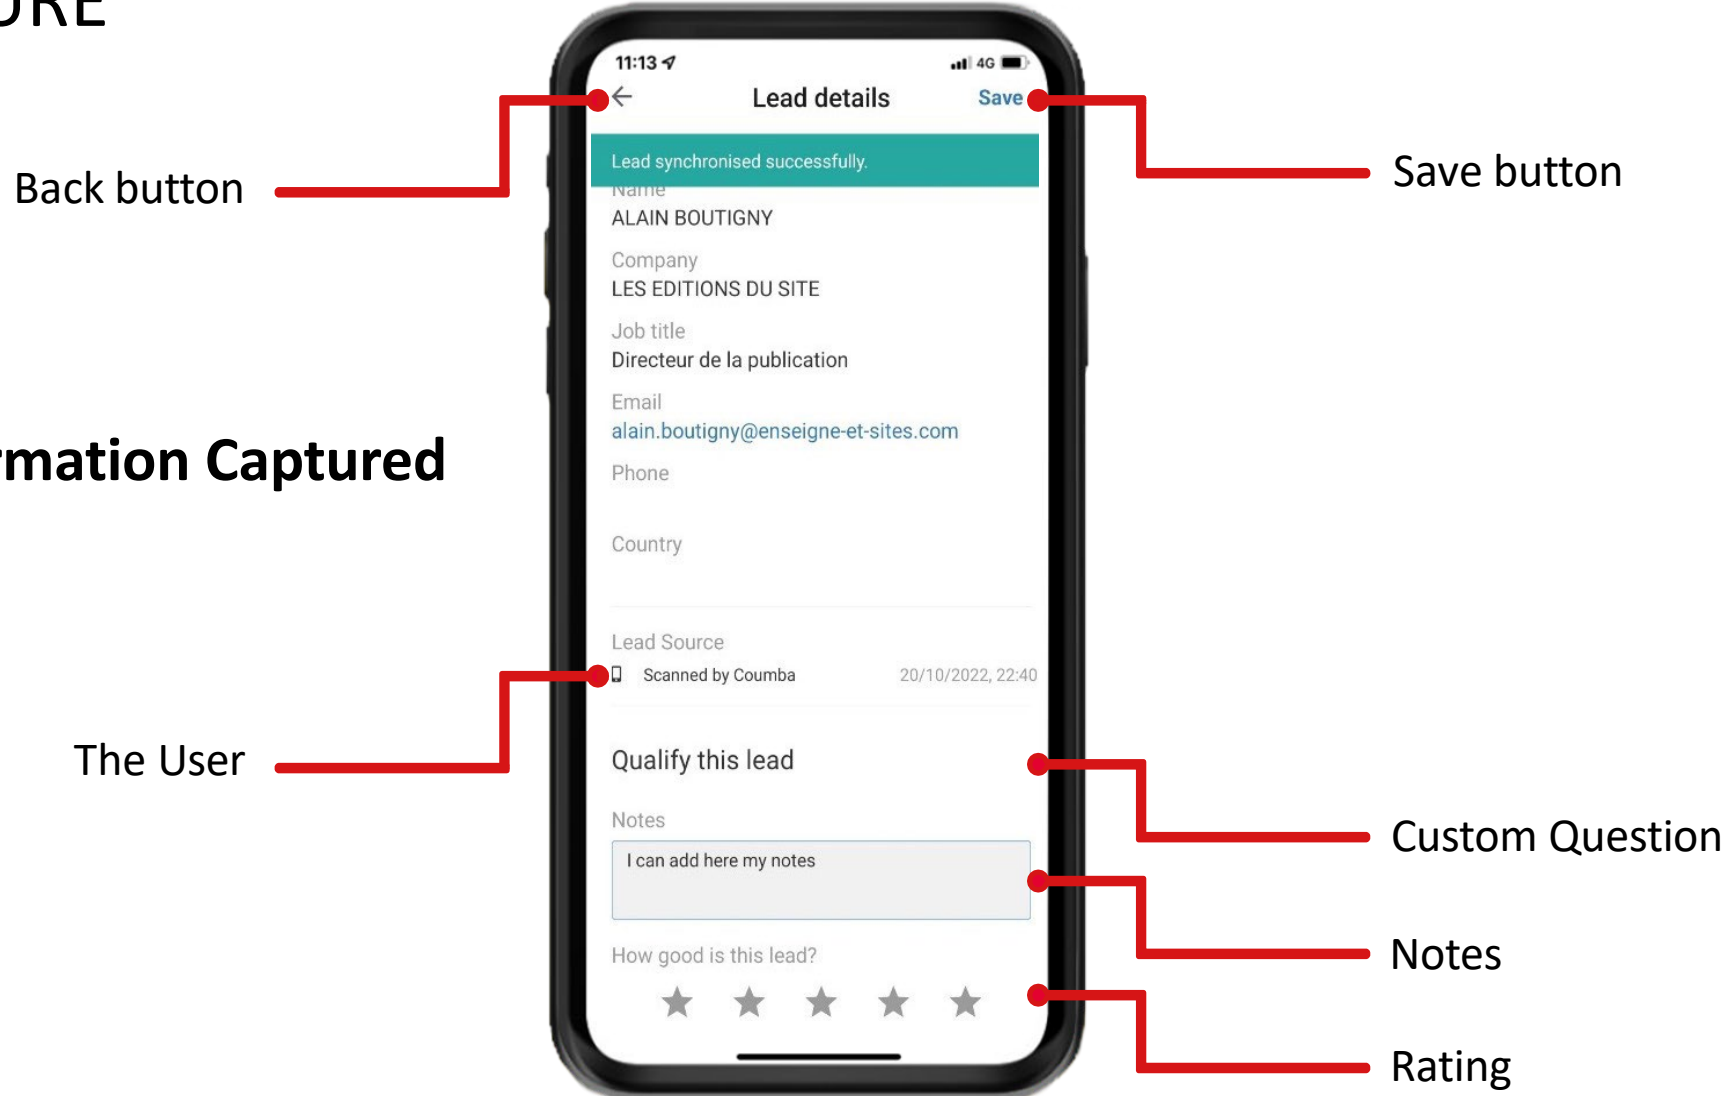 11:13
4G
Lead details
Save
Lead synchronised successfully.
Back button
Save button
Name
ALAIN BOUTIGNY
Company
LES EDITIONS DU SITE
Job title
Directeur de la publication
Email
alain.boutigny@enseigne-et-sites.com
Captured
Phone
Country
Lead Source
Scanned by Coumba
20/10/2022, 22:40
The User
Qualify this lead
Notes
I can add here my notes
Custom Question
How good is this lead?
Notes
Rating